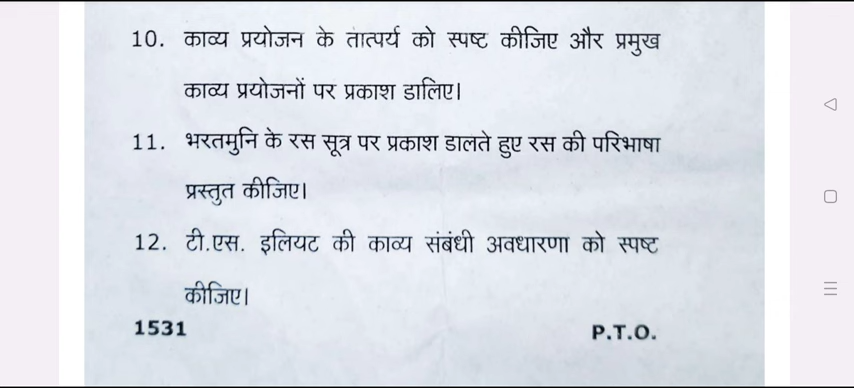 10. काव्य प्रयोजन के तात्पर्य को स्पष्ट कीजिए और प्रमुख
काव्य प्रयोजनों पर प्रकाश डालिए।
11. भरतमुनि के रस सूत्र पर प्रकाश डालते हुए रस की परिभाषा
प्रस्तुत कीजिए।
12. टी.एस. इलियट की काव्य संबंधी अवधारणा को स्पष्ट
कीजिए।
1531 P.T.O.